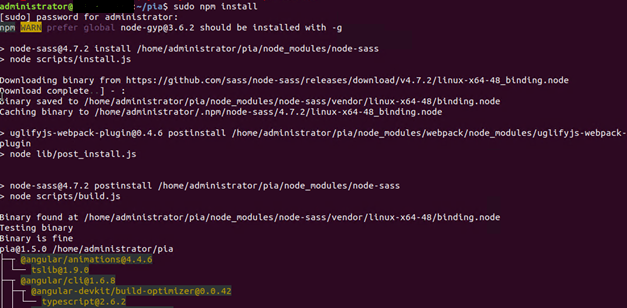 administrator@ :~/pia$ sudo npm install
[sudo] password for administrator:
npm WARN prefer global node-gyp@3.6.2 should be installed with -g
> node-sass@4.7.2 install /home/administrator/pia/node_modules/node-sass
> node scripts/install.js
Downloading binary from https://github.com/sass/node-sass/releases/download/v4.7.2/linux-x64-48_binding.node
Download complete..] - :
Binary saved to /home/administrator/pia/node_modules/node-sass/vendor/linux-x64-48/binding.node
Caching binary to /home/administrator/.npm/node-sass/4.7.2/linux-x64-48_binding.node
> uglifyjs-webpack-plugin@0.4.6 postinstall /home/administrator/pia/node_modules/webpack/node_modules/uglifyjs-webpack-
plugin
> node lib/post_install.js
> node-sass@4.7.2 postinstall /home/administrator/pia/node_modules/node-sass
> node scripts/build.js
Binary found at /home/administrator/pia/node_modules/node-sass/vendor/linux-x64-48/binding.node
Testing binary
Binary is fine
pia@1.5.0 /home/administrator/pia
├─┬ @angular/animations@4.4.6
│ └── tslib@1.9.0
├─┬ @angular/cli@1.6.8
│ ├─┬ @angular-devkit/build-optimizer@0.0.42
│ │ └── typescript@2.6.2